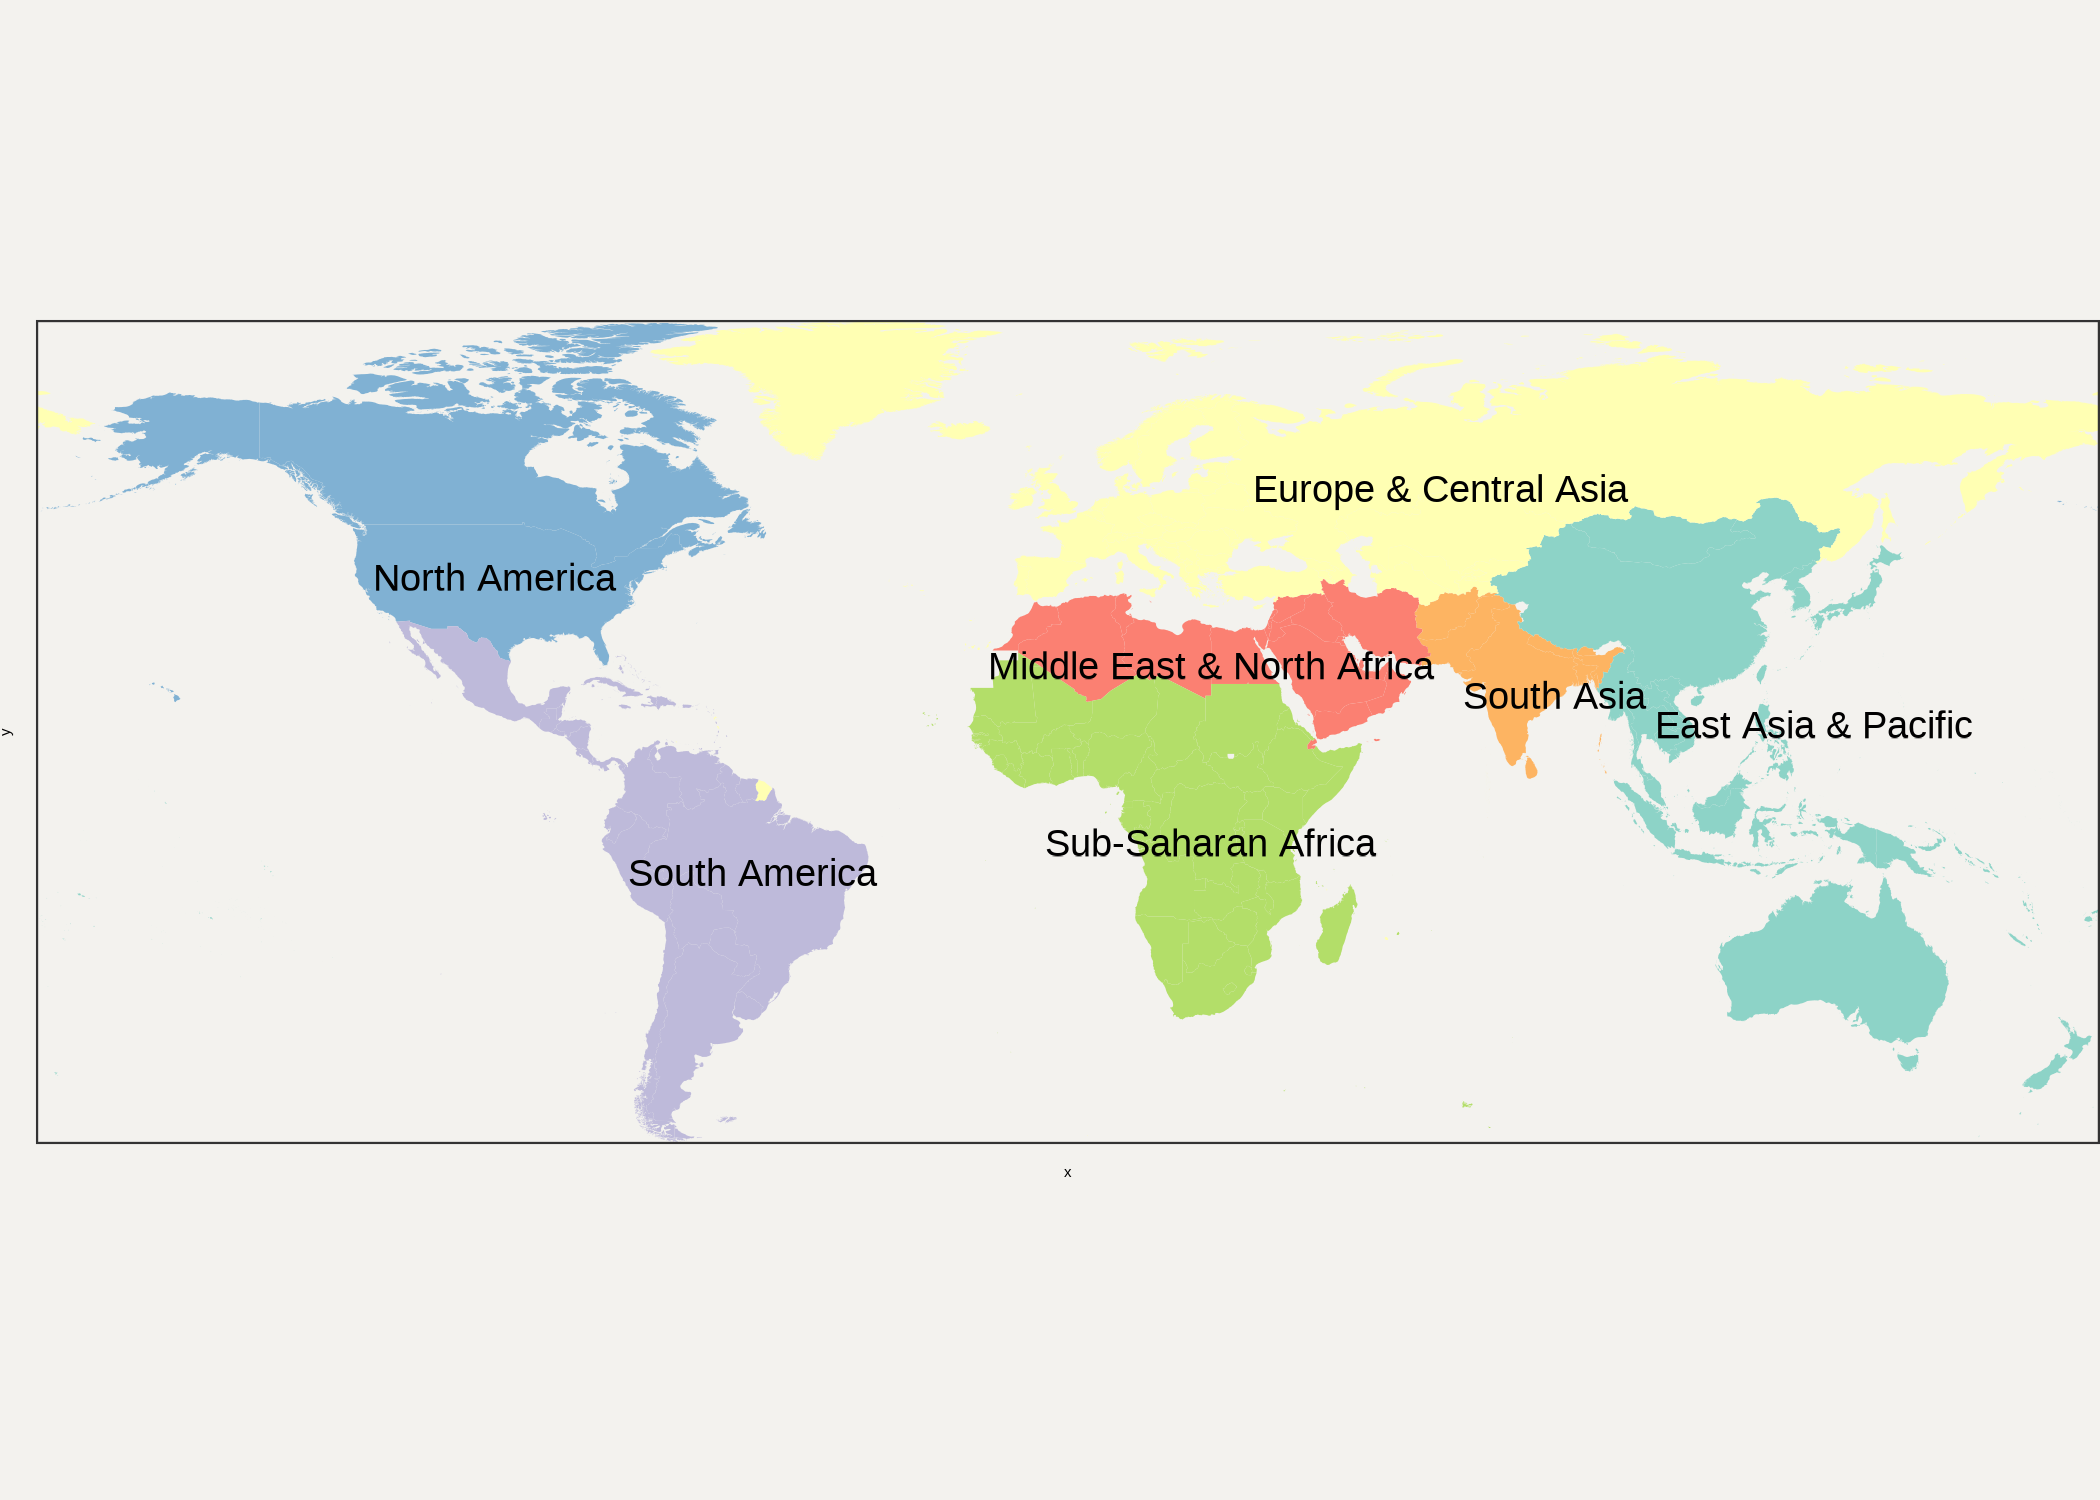 Europe & Central Asia
North America
Middle East & North Africa
South Asia
East Asia & Pacific
y
Sub-Saharan Africa
South America
x